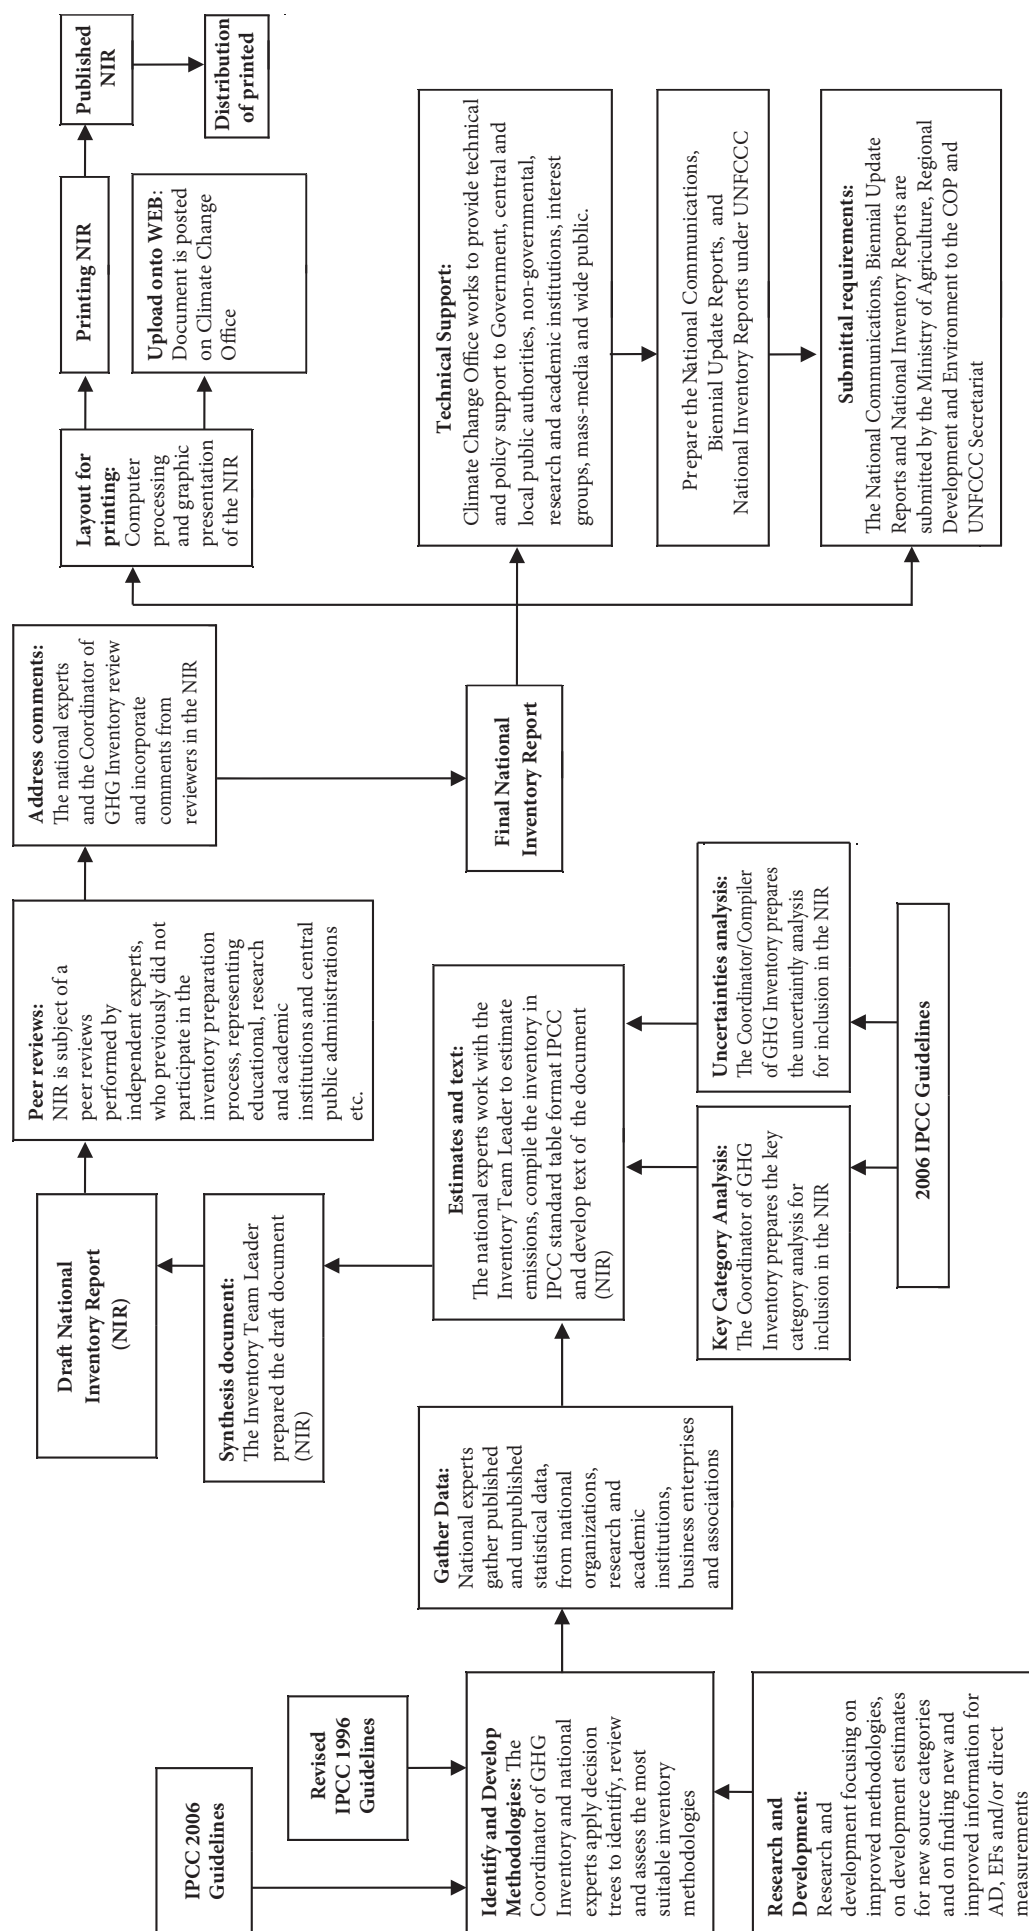 IPCC 2006
Guidelines
Revised
IPCC 1996
Guidelines
Identify and Develop
Methodologies: The
Coordinator of GHG
Inventory and national
experts apply decision
trees to identify, review
and assess the most
suitable inventory
methodologies
Research and
Development:
Research and
development focusing on
improved methodologies,
on development estimates
for new source categories
and on finding new and
improved information for
AD, EFs and/or direct
measurements
Gather Data:
National experts
gather published
and unpublished
statistical data,
from national
organizations,
research and
academic
institutions,
business enterprises
and associations
Draft National
Inventory Report
(NIR)
Synthesis document:
The Inventory Team Leader
prepared the draft document
(NIR)
Estimates and text:
The national experts work with the
Inventory Team Leader to estimate
emissions, compile the inventory in
IPCC standard table format IPCC
and develop text of the document
(NIR)
Key Category Analysis:
The Coordinator of GHG
Inventory prepares the key
category analysis for
inclusion in the NIR
Uncertainties analysis:
The Coordinator/Compiler
of GHG Inventory prepares
the uncertaintly analysis
for inclusion in the NIR
2006 IPCC Guidelines
Peer reviews:
NIR is subject of a
peer reviews
performed by
independent experts,
who previously did not
participate in the
inventory preparation
process, representing
educational, research
and academic
institutions and central
public administrations
etc.
Address comments:
The national experts
and the Coordinator of
GHG Inventory review
and incorporate
comments from
reviewers in the NIR
Final National
Inventory Report
Layout for
printing:
Computer
processing
and graphic
presentation
of the NIR
Printing NIR
Published
NIR
Upload onto WEB:
Document is posted
on Climate Change
Office
Distribution
of printed
Technical Support:
Climate Change Office works to provide technical
and policy support to Government, central and
local public authorities, non-governmental,
research and academic institutions, interest
groups, mass-media and wide public.
Prepare the National Communications,
Biennial Update Reports, and
National Inventory Reports under UNFCCC
Submittal requirements:
The National Communications, Biennial Update
Reports and National Inventory Reports are
submitted by the Ministry of Agriculture, Regional
Development and Environment to the COP and
UNFCCC Secretariat